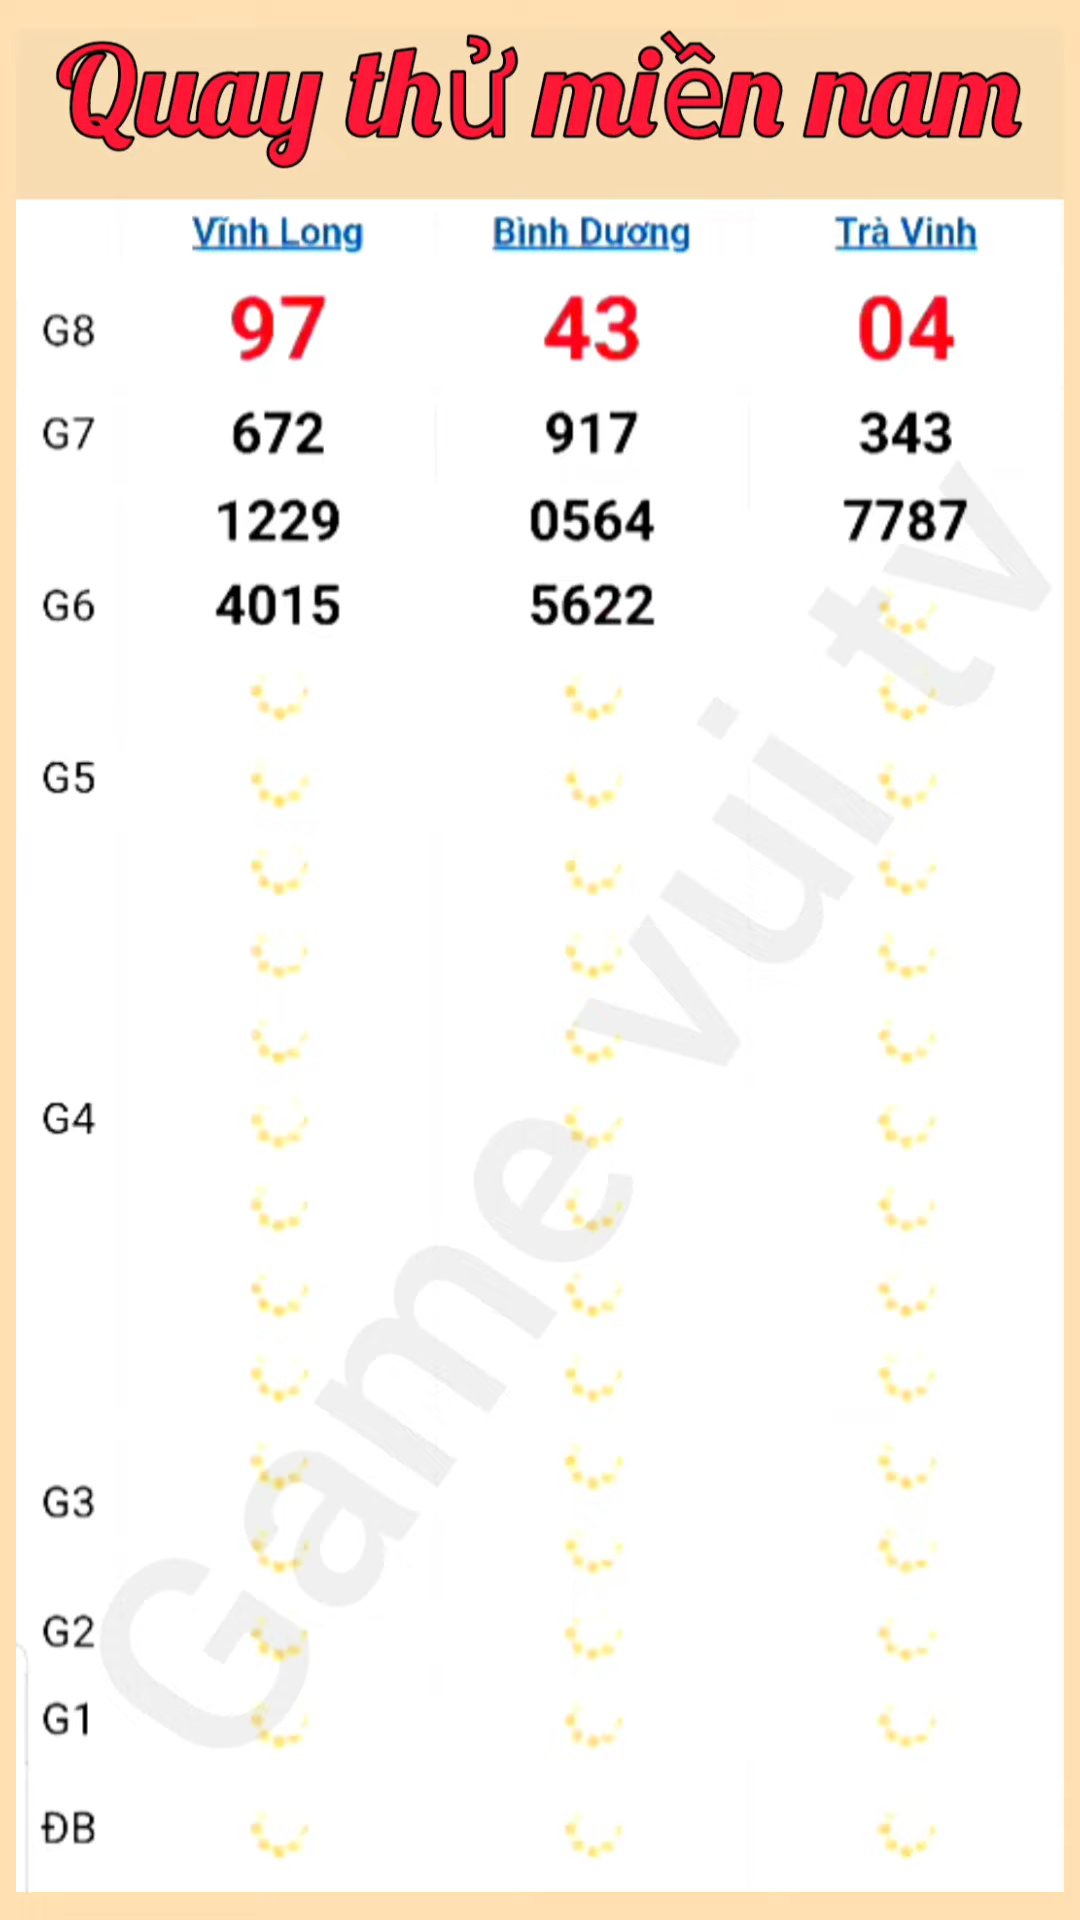 Quay thử miền nam
Vĩnh Long Bình Dương Trà Vinh
G8 97 43 04
G7 672 917 343
1229 0564 7787
G6 4015 5622
G5
G4
G3
G2
G1
ĐB
Game vui tv